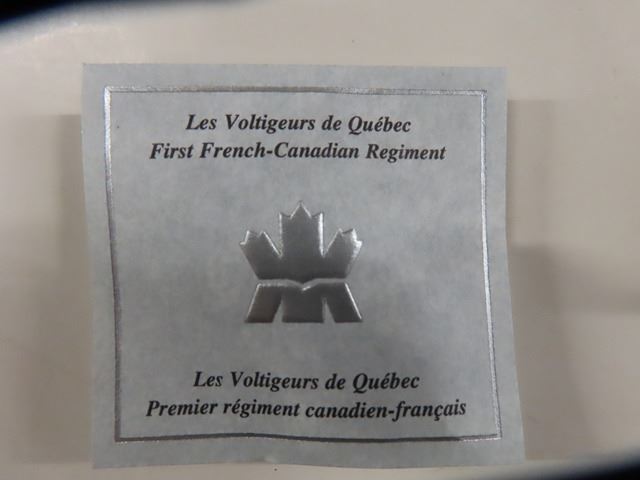 Les Voltigeurs de Québec
First French-Canadian Regiment
Les Voltigeurs de Québec
Premier régiment canadien-français